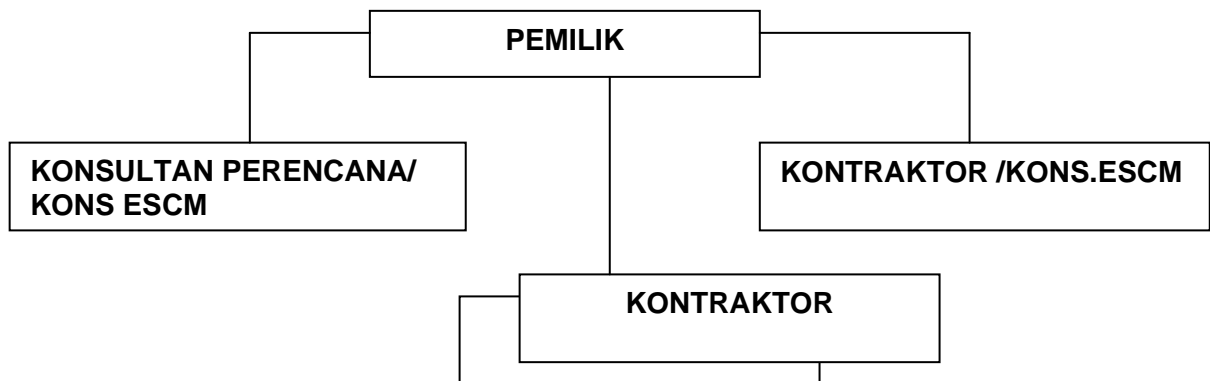 PEMILIK
KONSULTAN PERENCANA/
KONS ESCM
KONTRAKTOR /KONS.ESCM
KONTRAKTOR